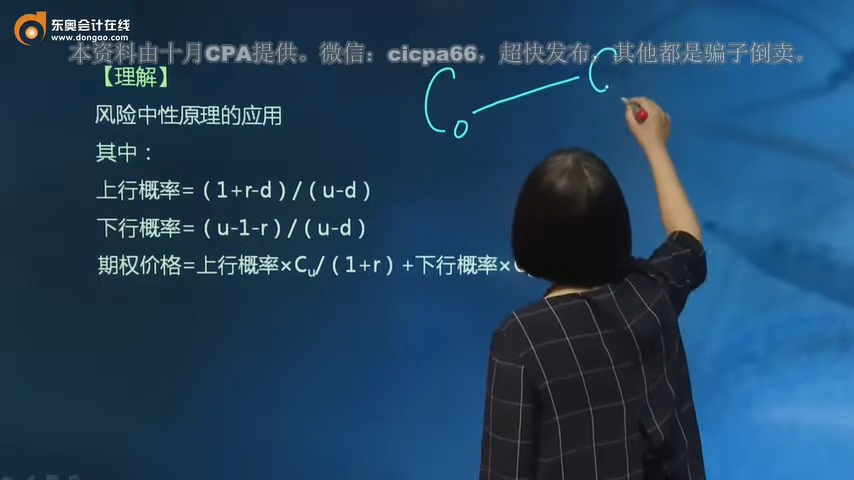 东奥会计在线
www.dongao.com
本资料由十月CPA提供。微信：cicpa66，超快发布，其他都是骗子倒卖。
【理解】
C0
C
风险中性原理的应用
其中：
上行概率=（1+r-d）/（u-d）
下行概率=（u-1-r）/（u-d）
期权价格=上行概率×Cu/（1+r）+下行概率×